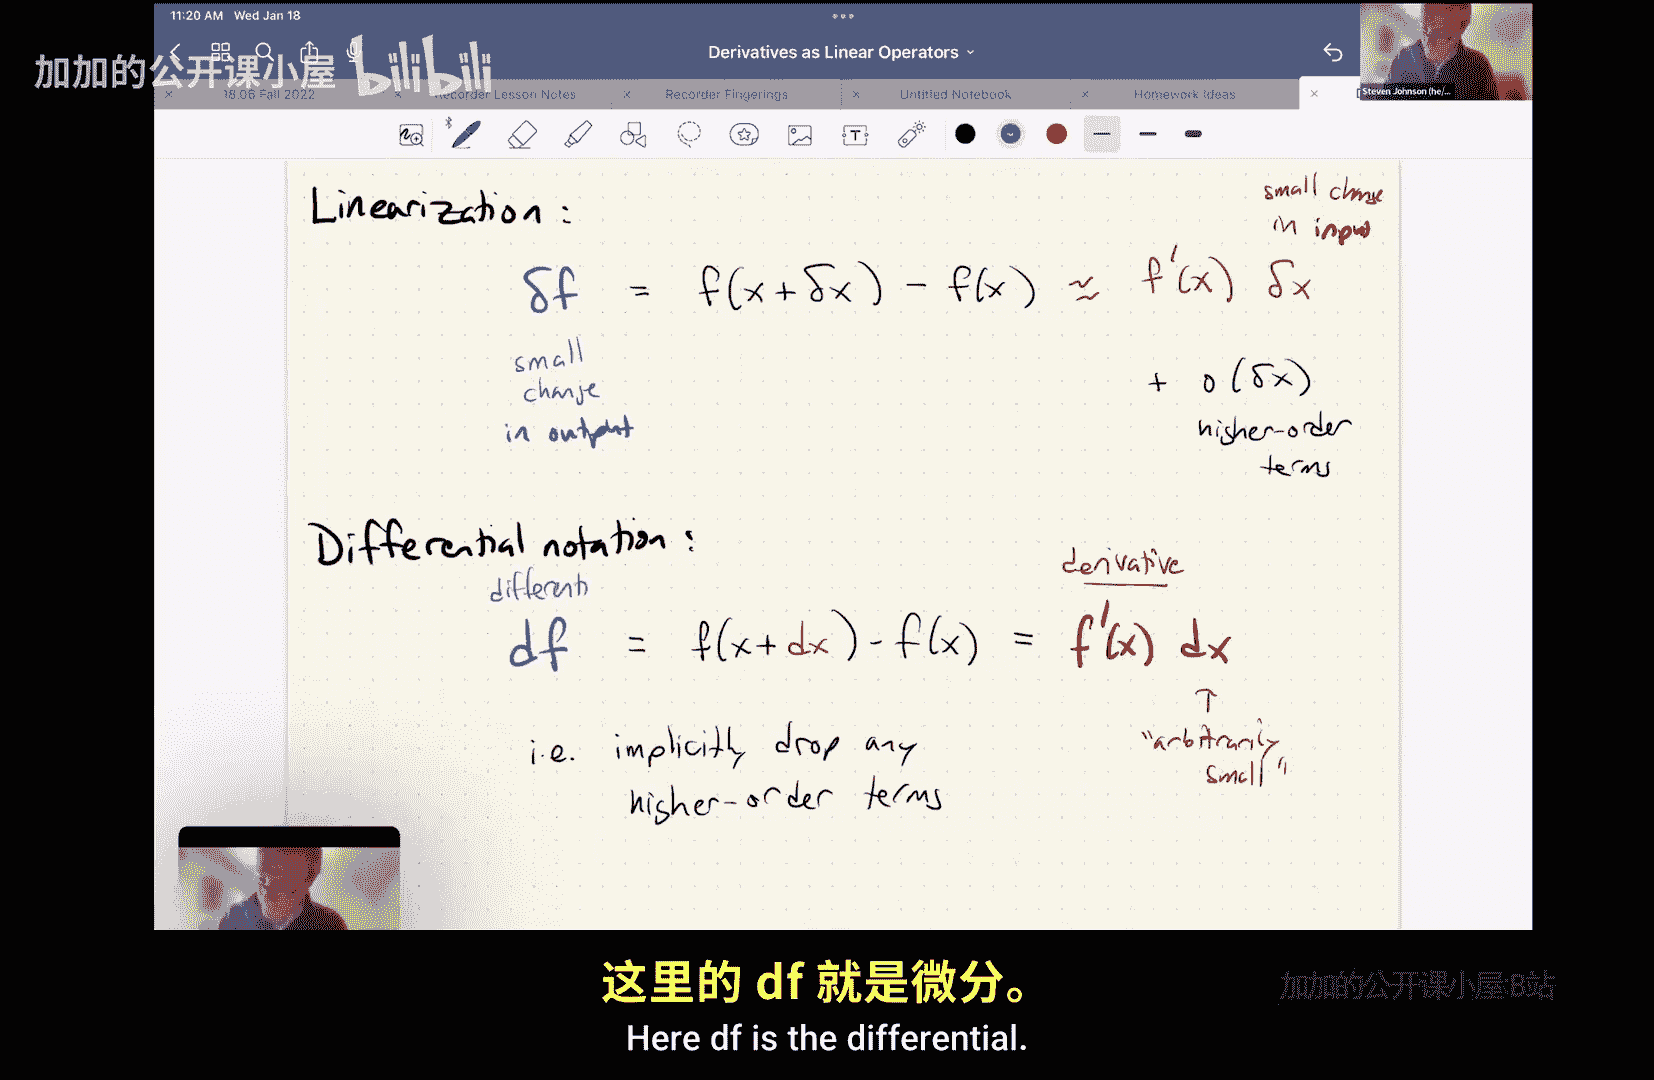 11:20 AM Wed Jan 18
加加的公开课小屋 bilibili
Derivatives as Linear Operators
18.06 Fall 2022
Recorder Lesson Notes
Recorder Fingerings
Untitled Notebook
Homework Ideas
Steven Johnson (he/...
Linearization:
small change
in input
δf = f(x+δx) - f(x) ≈ f'(x) δx
small
change
in output
+ o(δx)
higher-order
terms
Differential notation:
differenti
derivative
df = f(x+dx) - f(x) = f'(x) dx
↑
i.e. implicitly drop any
higher-order terms
"arbitrarily
small"
这里的 df 就是微分。
加加的公开课小屋:B站
Here df is the differential.